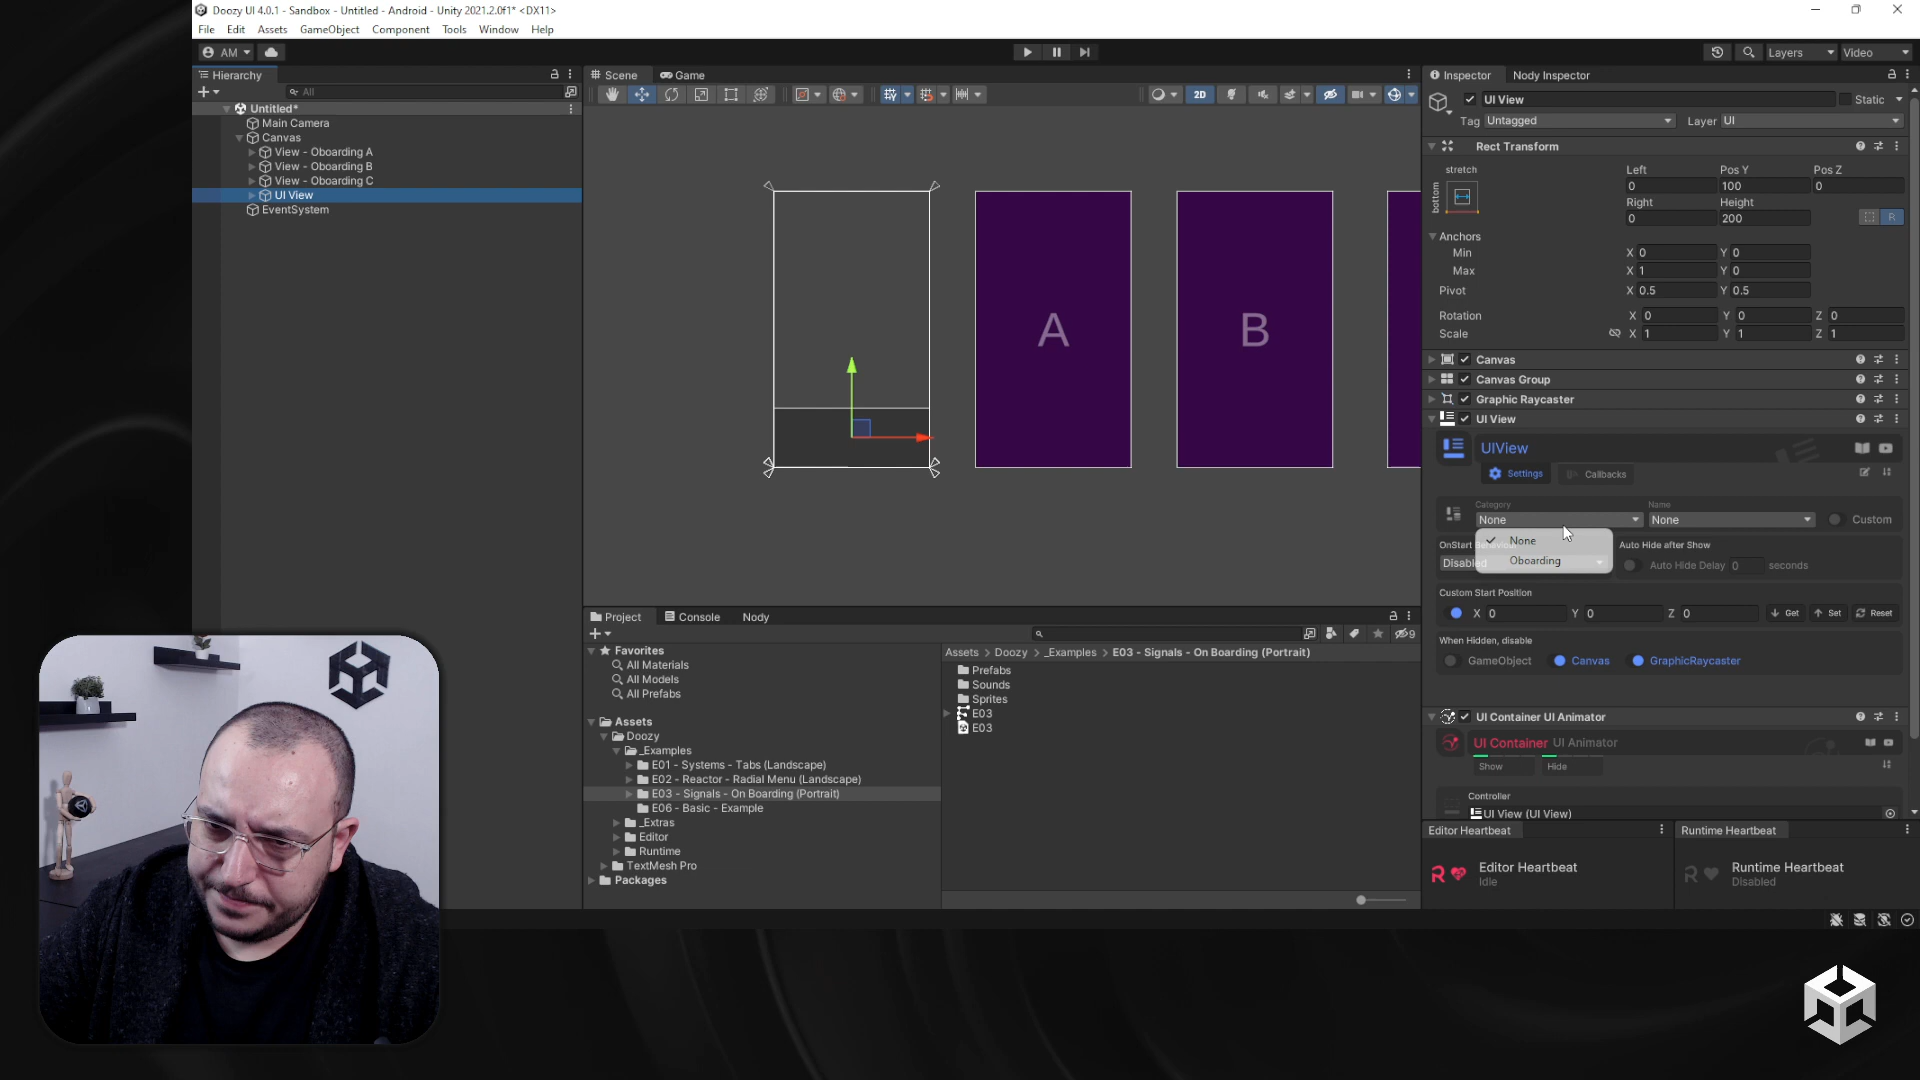 Doozy UI 4.0.1 - Sandbox - Untitled - Android - Unity 2021.2.0f1* <DX11>
File Edit Assets GameObject Component Tools Window Help
AM
Layers Video
Hierarchy
All
Untitled*
Main Camera
Canvas
View - Oboarding A
View - Oboarding B
View - Oboarding C
UI View
EventSystem
Scene Game
2D
A
B
Project Console Nody
9
Favorites
All Materials
All Models
All Prefabs
Assets
Doozy
_Examples
E01 - Systems - Tabs (Landscape)
E02 - Reactor - Radial Menu (Landscape)
E03 - Signals - On Boarding (Portrait)
E06 - Basic - Example
_Extras
Editor
Runtime
TextMesh Pro
Packages
Assets > Doozy > _Examples > E03 - Signals - On Boarding (Portrait)
Prefabs
Sounds
Sprites
E03
E03
Inspector Node Inspector
UI View Static
Tag Untagged Layer UI
Rect Transform
stretch
bottom
Left Pos Y Pos Z
0 100 0
Right Height
0 200
R
Anchors
Min X 0 Y 0
Max X 1 Y 0
Pivot X 0.5 Y 0.5
Rotation X 0 Y 0 Z 0
Scale X 1 Y 1 Z 1
Canvas
Canvas Group
Graphic Raycaster
UI View
UIView
Settings Callbacks
Category Name
None None Custom
None
Oboarding
OnStart Auto Hide after Show
Disabled Auto Hide Delay 0 seconds
Custom Start Position
X 0 Y 0 Z 0 Get Set Reset
When Hidden, disable
GameObject Canvas GraphicRaycaster
UI Container UI Animator
UI Container UI Animator
Show Hide
Controller
UI View (UI View)
Editor Heartbeat Runtime Heartbeat
Editor Heartbeat
Idle
Runtime Heartbeat
Disabled